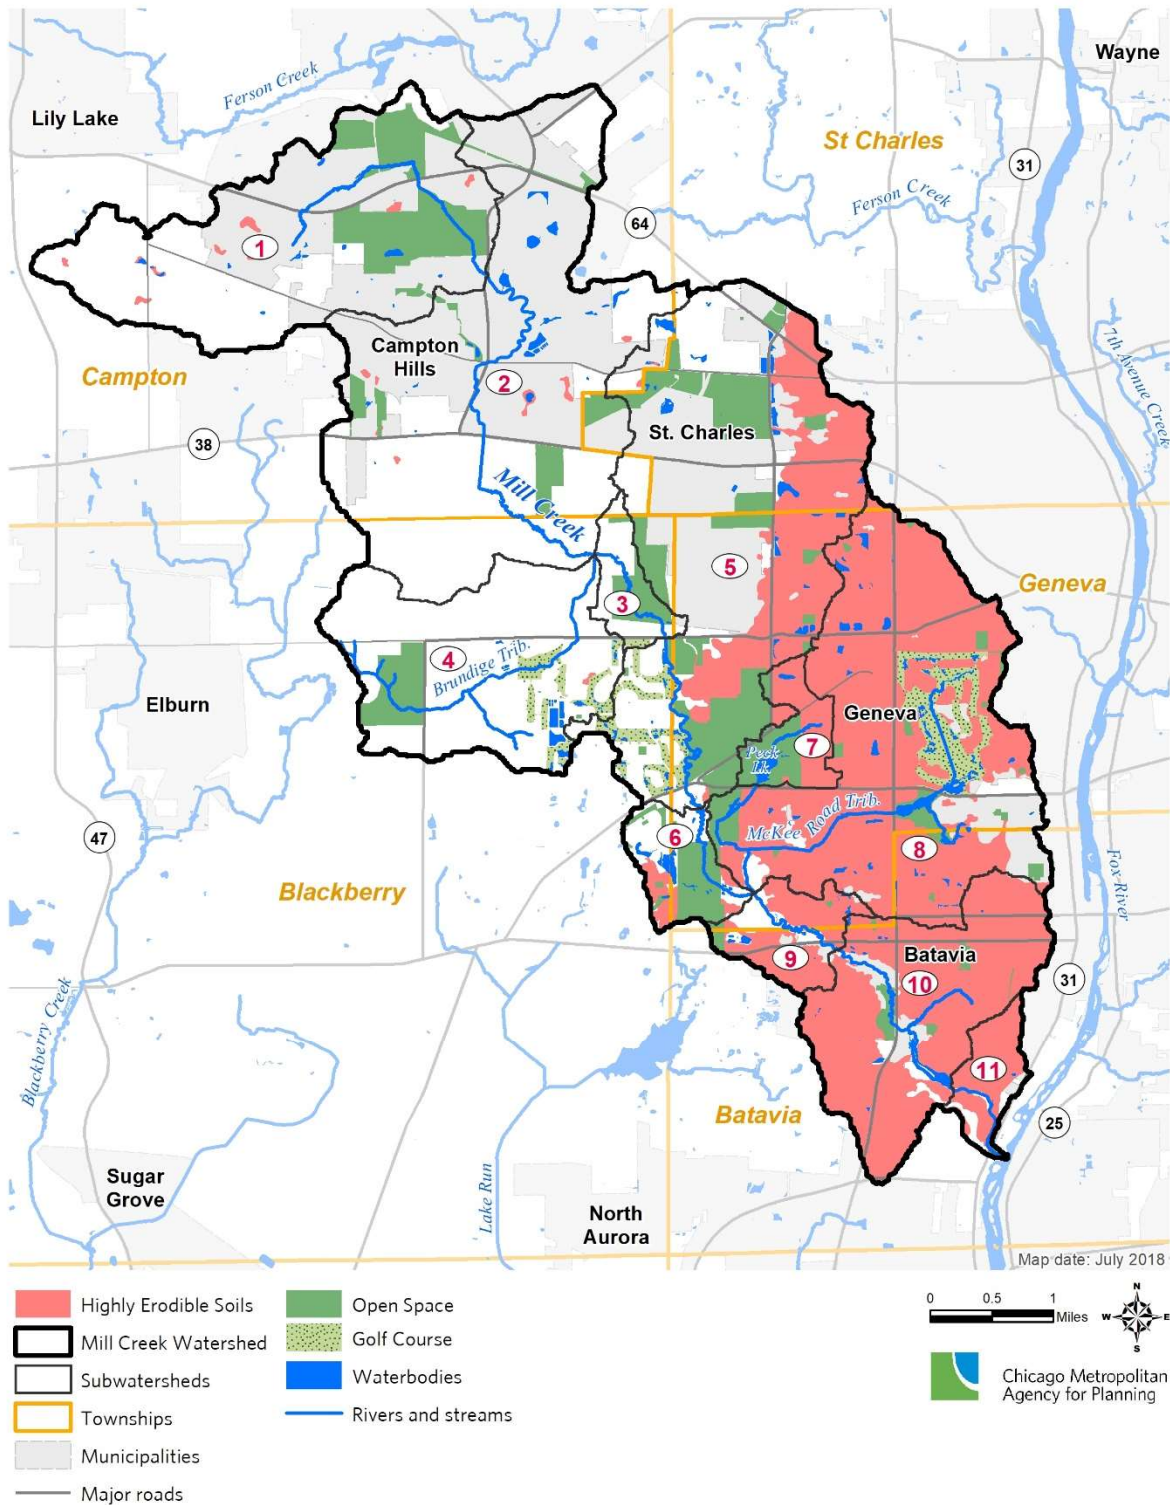 Wayne
Ferson Creek
Lily Lake
St Charles
31
Ferson Creek
64
1
7th Avenue Creek
Campton
Hills
Campton
2
St. Charles
38
Mill Creek
5
Geneva
3
4
Brundige Trib.
Elburn
Geneva
7
Peck
Lk.
McKee Road Trib.
47
6
8
Fox River
Blackberry
Batavia
9
10
31
Blackberry Creek
11
Batavia
25
Sugar
Grove
Lake Run
North
Aurora
Map date: July 2018
Highly Erodible Soils
Mill Creek Watershed
Subwatersheds
Townships
Municipalities
Major roads
Open Space
Golf Course
Waterbodies
Rivers and streams
0 0.5 1
Miles
N
W E
S
Chicago Metropolitan
Agency for Planning